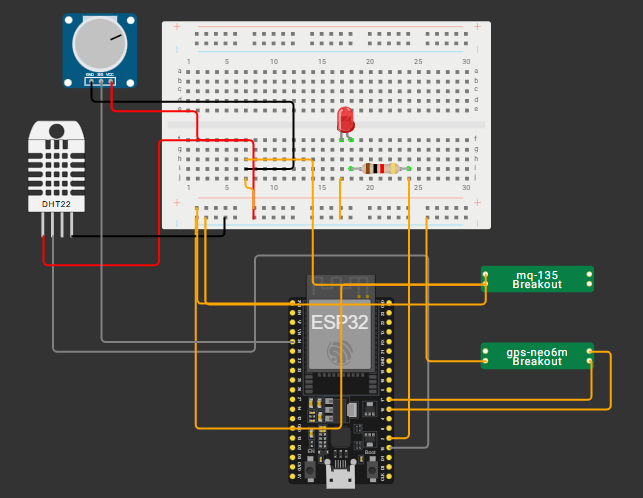 GND SIG VCC
1 5 10 15 20 25 30
a a
b b
c c
d d
e e
f f
g g
h h
i i
j j
1 5 10 15 20 25 30
DHT22
mq-135
Breakout
ESP32
gps-neo6m
Breakout
EN
Boot